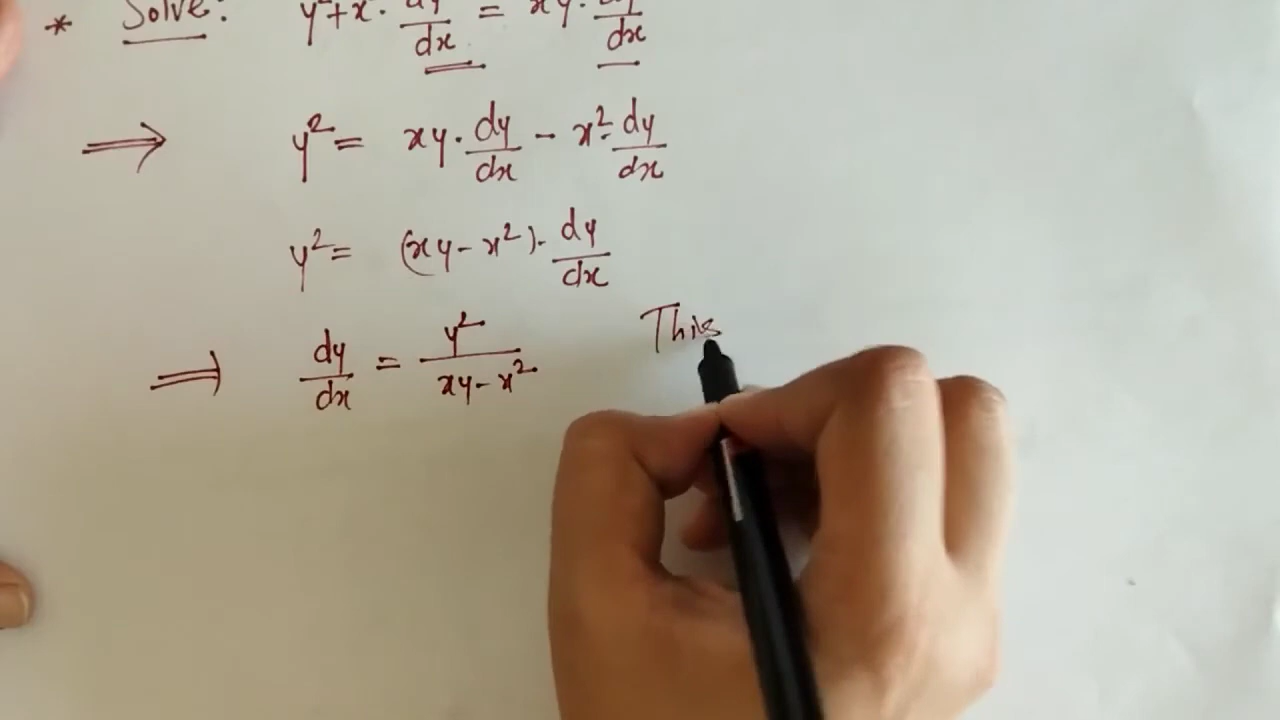 * Solve: y²+x²·dy/dx = xy·dy/dx
⟹ y² = xy·dy/dx − x²·dy/dx
y² = (xy−x²)·dy/dx
⟹ dy/dx = y²/(xy−x²) This